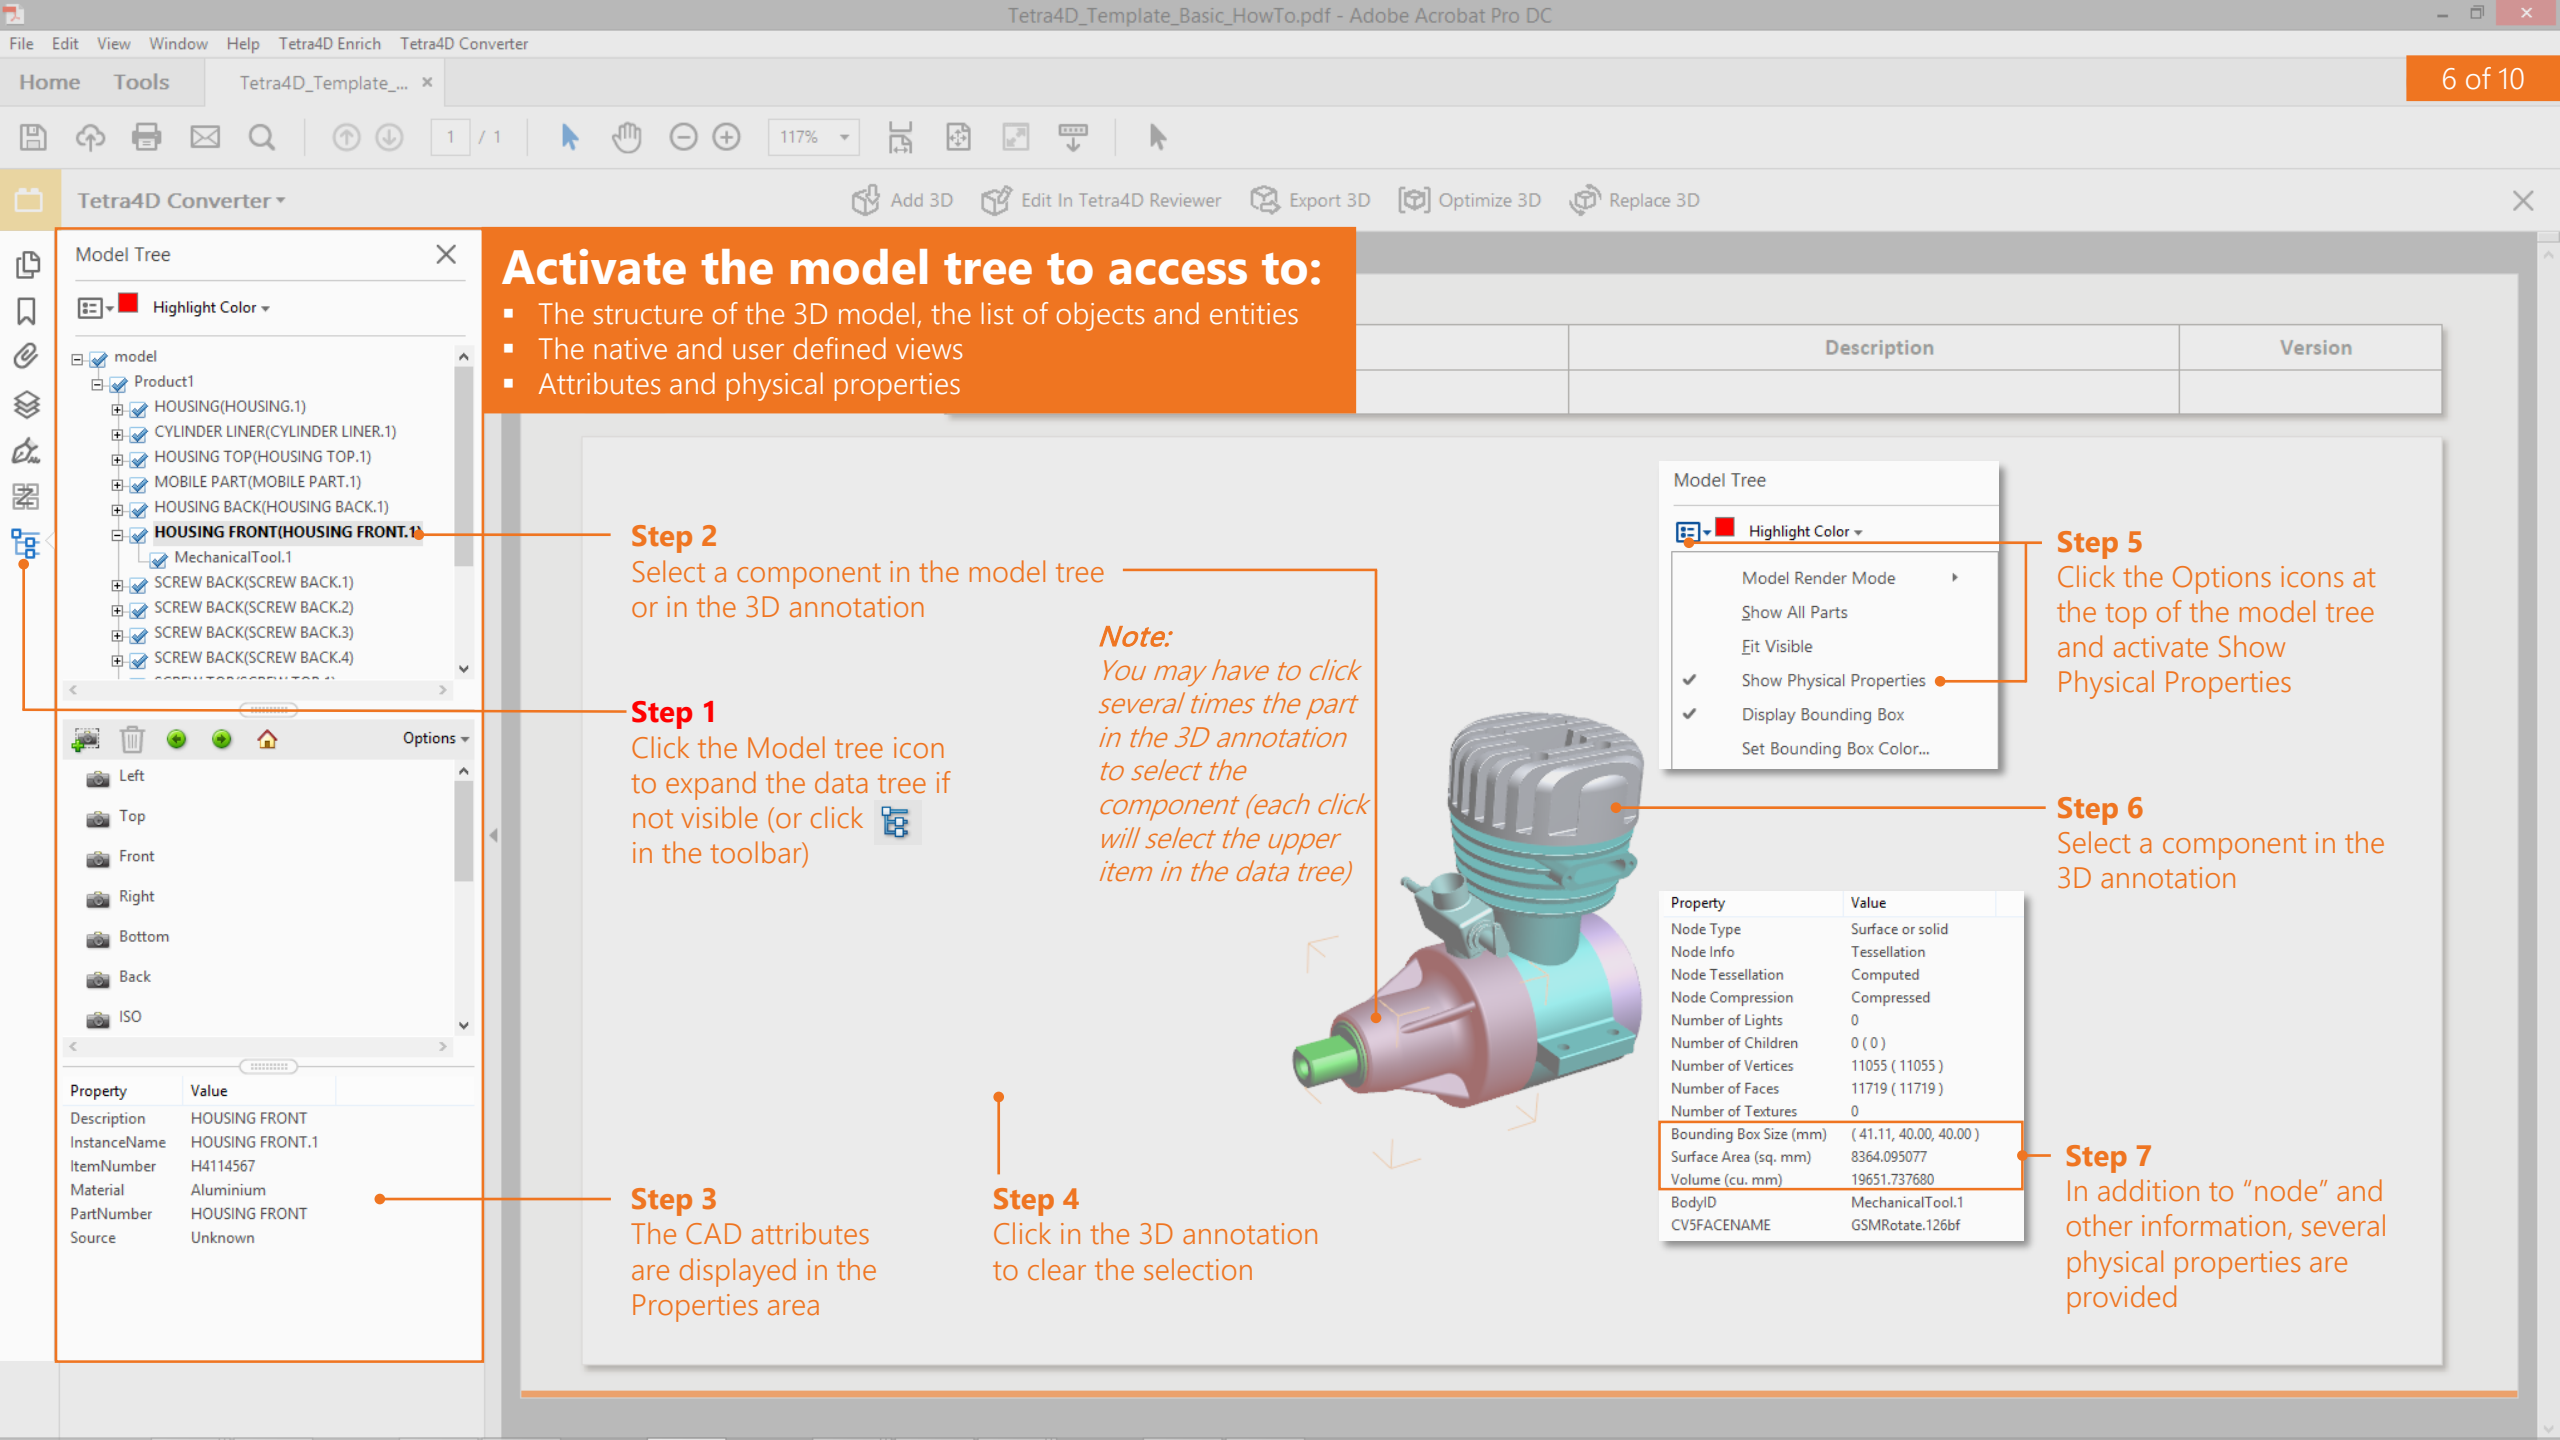 Tetra4D_Template_Basic_HowTo.pdf - Adobe Acrobat Pro DC
File Edit View Window Help Tetra4D Enrich Tetra4D Converter
Home Tools Tetra4D_Template_... ×
6 of 10
1 / 1 117%
Tetra4D Converter
Add 3D Edit In Tetra4D Reviewer Export 3D Optimize 3D Replace 3D
Model Tree
Highlight Color
model
Product1
HOUSING(HOUSING.1)
CYLINDER LINER(CYLINDER LINER.1)
HOUSING TOP(HOUSING TOP.1)
MOBILE PART(MOBILE PART.1)
HOUSING BACK(HOUSING BACK.1)
HOUSING FRONT(HOUSING FRONT.1)
MechanicalTool.1
SCREW BACK(SCREW BACK.1)
SCREW BACK(SCREW BACK.2)
SCREW BACK(SCREW BACK.3)
SCREW BACK(SCREW BACK.4)
SCREW TOP(SCREW TOP.1)
Options
Left
Top
Front
Right
Bottom
Back
ISO
Property Value
Description HOUSING FRONT
InstanceName HOUSING FRONT.1
ItemNumber H4114567
Material Aluminium
PartNumber HOUSING FRONT
Source Unknown
Activate the model tree to access to:
▪ The structure of the 3D model, the list of objects and entities
▪ The native and user defined views
▪ Attributes and physical properties
Description Version
Step 2
Select a component in the model tree
or in the 3D annotation
Note:
You may have to click
several times the part
in the 3D annotation
to select the
component (each click
will select the upper
item in the data tree)
Step 1
Click the Model tree icon
to expand the data tree if
not visible (or click
in the toolbar)
Step 3
The CAD attributes
are displayed in the
Properties area
Step 4
Click in the 3D annotation
to clear the selection
Model Tree
Highlight Color
Model Render Mode
Show All Parts
Fit Visible
Show Physical Properties
Display Bounding Box
Set Bounding Box Color...
Step 5
Click the Options icons at
the top of the model tree
and activate Show
Physical Properties
Step 6
Select a component in the
3D annotation
Property Value
Node Type Surface or solid
Node Info Tessellation
Node Tessellation Computed
Node Compression Compressed
Number of Lights 0
Number of Children 0 ( 0 )
Number of Vertices 11055 ( 11055 )
Number of Faces 11719 ( 11719 )
Number of Textures 0
Bounding Box Size (mm) ( 41.11, 40.00, 40.00 )
Surface Area (sq. mm) 8364.095077
Volume (cu. mm) 19651.737680
BodyID MechanicalTool.1
CV5FACENAME GSMRotate.126bf
Step 7
In addition to “node” and
other information, several
physical properties are
provided